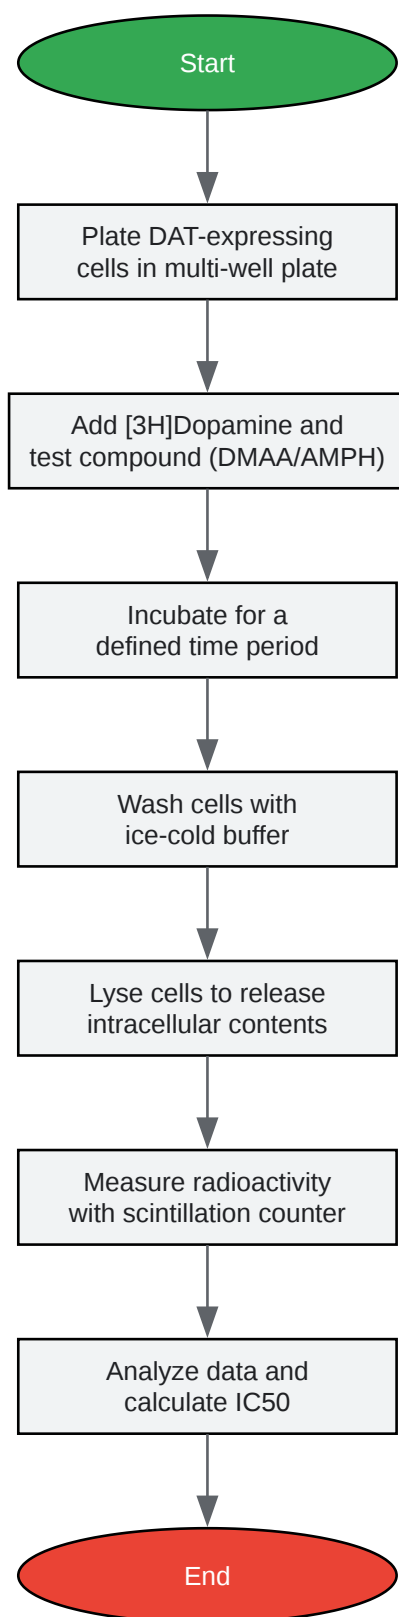 Start
Plate DAT-expressing
cells in multi-well plate
Add [3H]Dopamine and
test compound (DMAA/AMPH)
Incubate for a
defined time period
Wash cells with
ice-cold buffer
Lyse cells to release
intracellular contents
Measure radioactivity
with scintillation counter
Analyze data and
calculate IC50
End